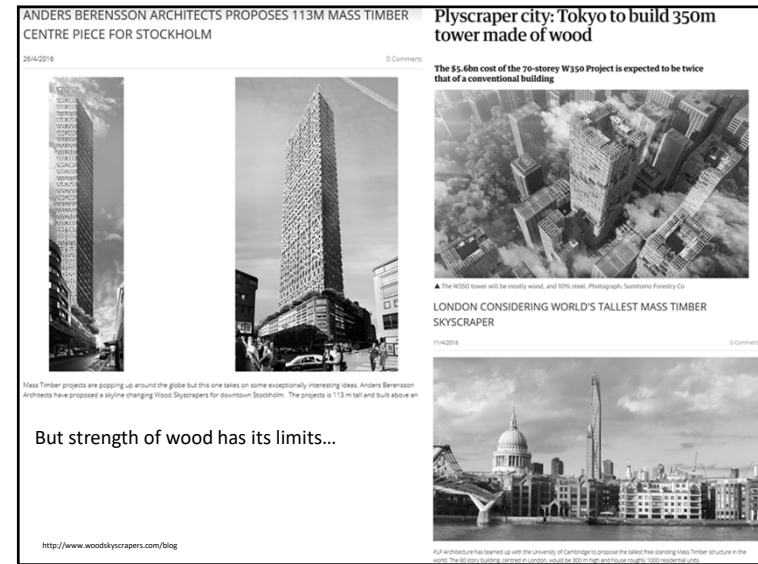 ANDERS BERENSSON ARCHITECTS PROPOSES 113M MASS TIMBER
CENTRE PIECE FOR STOCKHOLM
26/4/2016
0 Comment
Mass Timber projects are popping up around the globe but this one takes on some exceptionally interesting ideas. Anders Berensson
Architects have proposed a skyline changing Wood Skyscrapers for downtown Stockholm. The projects is 113 m tall and built above an
But strength of wood has its limits…
http://www.woodskyscrapers.com/blog
Plyscraper city: Tokyo to build 350m
tower made of wood
The $5.6bn cost of the 70-storey W350 Project is expected to be twice
that of a conventional building
▲ The W350 tower will be mostly wood, and 10% steel. Photograph: Sumitomo Forestry Co
LONDON CONSIDERING WORLD'S TALLEST MASS TIMBER
SKYSCRAPER
11/4/2016
0 Comment
PLP Architecture has teamed up with the University of Cambridge to propose the tallest free standing Mass Timber structure in the
world. The 80 story building, centred in London, would be 300 m high and house roughly 1000 residential units.